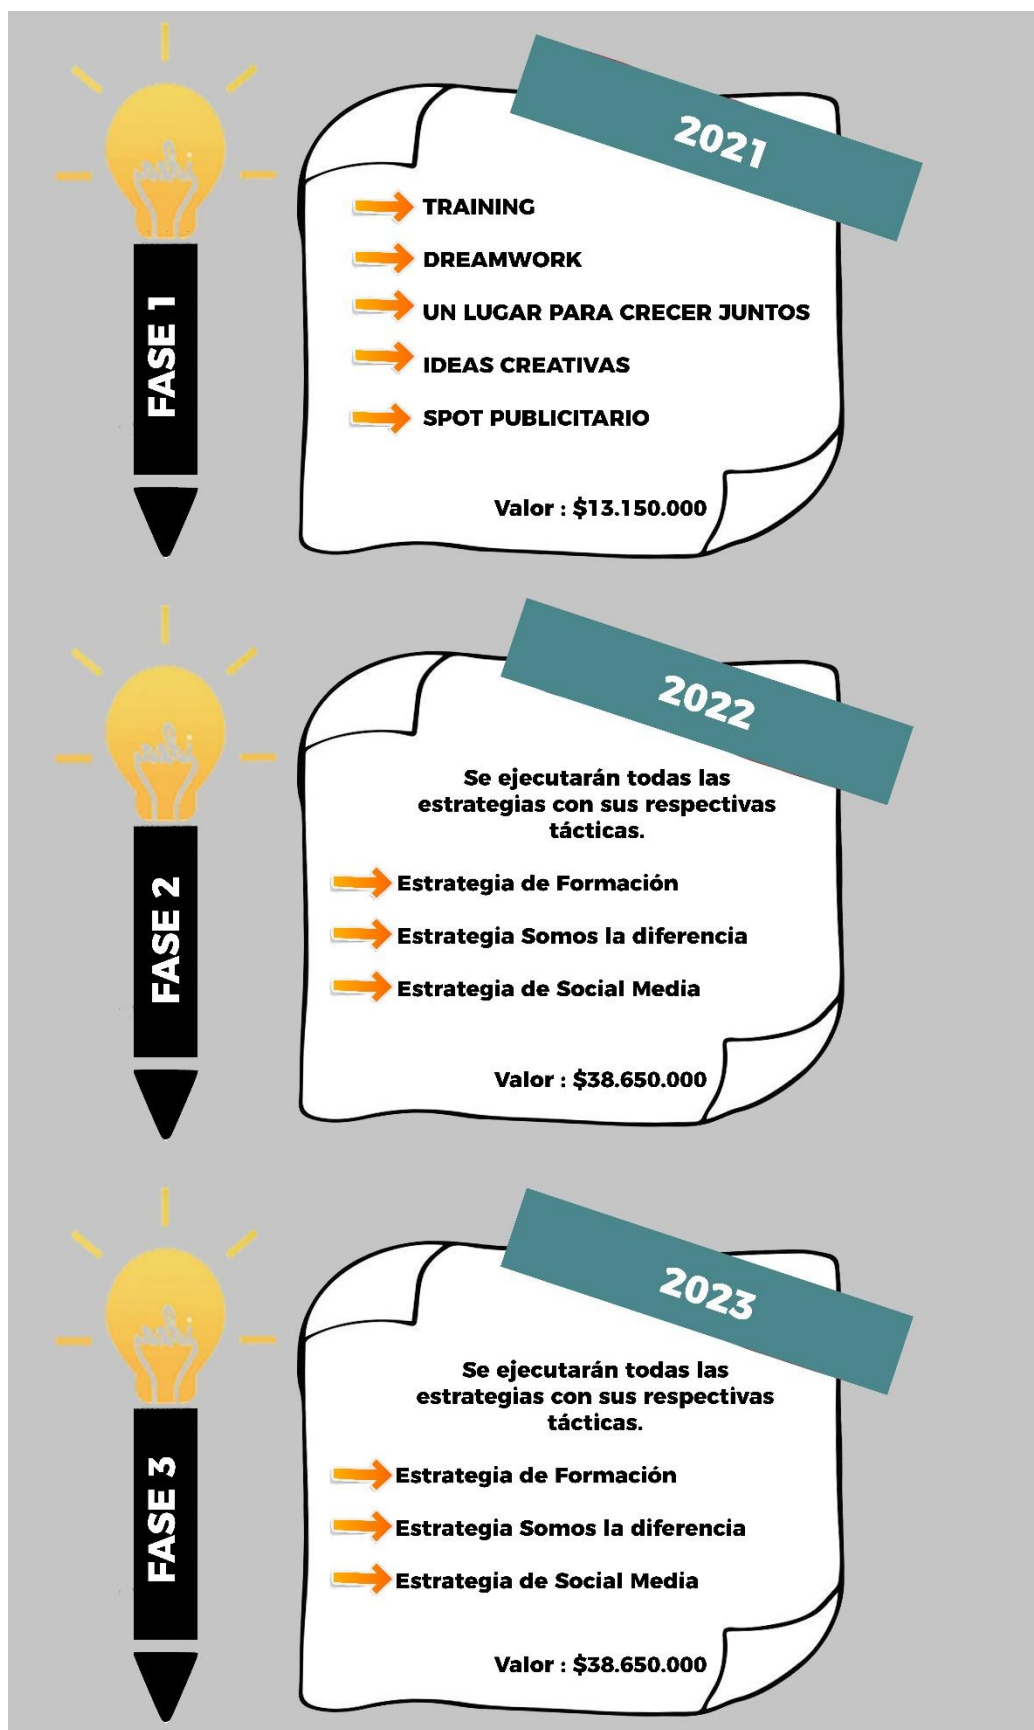 2021
FASE 1
TRAINING
DREAMWORK
UN LUGAR PARA CRECER JUNTOS
IDEAS CREATIVAS
SPOT PUBLICITARIO
Valor : $13.150.000
2022
FASE 2
Se ejecutarán todas las
estrategias con sus respectivas
tácticas.
Estrategia de Formación
Estrategia Somos la diferencia
Estrategia de Social Media
Valor : $38.650.000
2023
FASE 3
Se ejecutarán todas las
estrategias con sus respectivas
tácticas.
Estrategia de Formación
Estrategia Somos la diferencia
Estrategia de Social Media
Valor : $38.650.000